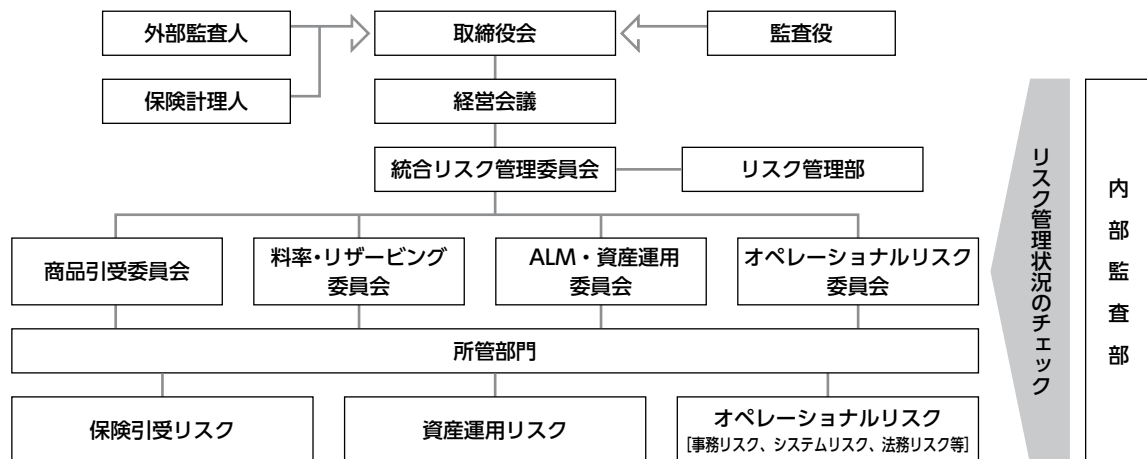 外部監査人
取締役会
監査役
保険計理人
経営会議
統合リスク管理委員会
リスク管理部
商品引受委員会
料率・リザービング
委員会
ALM・資産運用
委員会
オペレーショナルリスク
委員会
所管部門
保険引受リスク
資産運用リスク
オペレーショナルリスク
[事務リスク、システムリスク、法務リスク等]
リスク管理状況のチェック
内部監査部